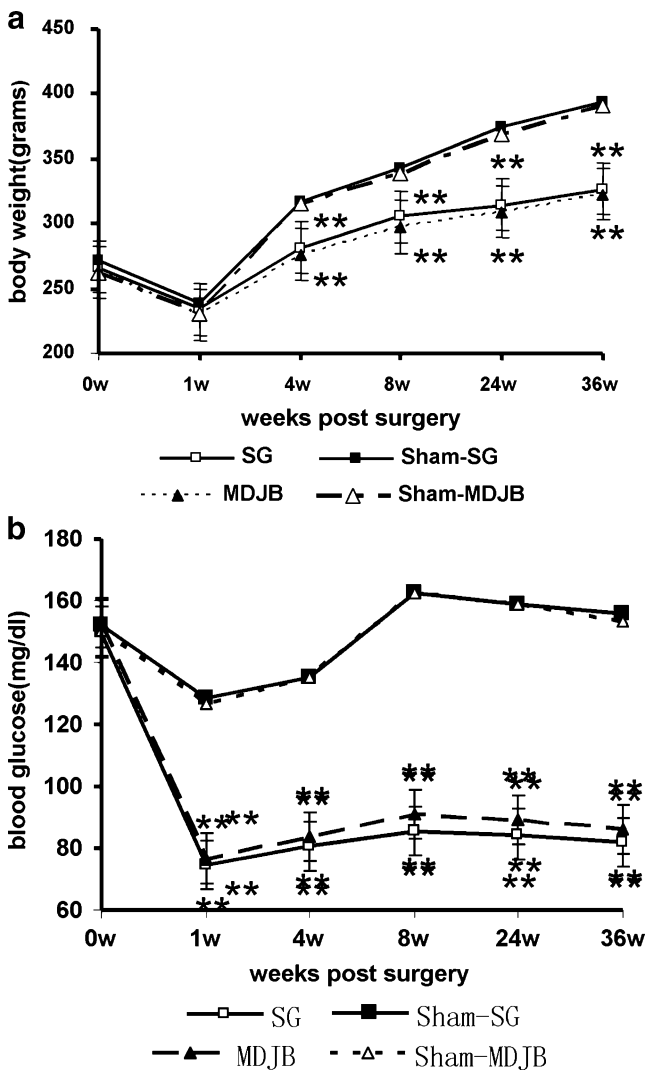 a
450
400
350
300
250
200
body weight(grams)
** ** ** **
** ** ** **
0w 1w 4w 8w 24w 36w
weeks post surgery
SG Sham-SG
MDJB Sham-MDJB
b
180
160
140
120
100
80
60
blood glucose(mg/dl)
** ** ** ** ** ** ** ** ** **
** ** ** ** ** ** ** ** ** **
0w 1w 4w 8w 24w 36w
weeks post surgery
SG Sham-SG
MDJB Sham-MDJB